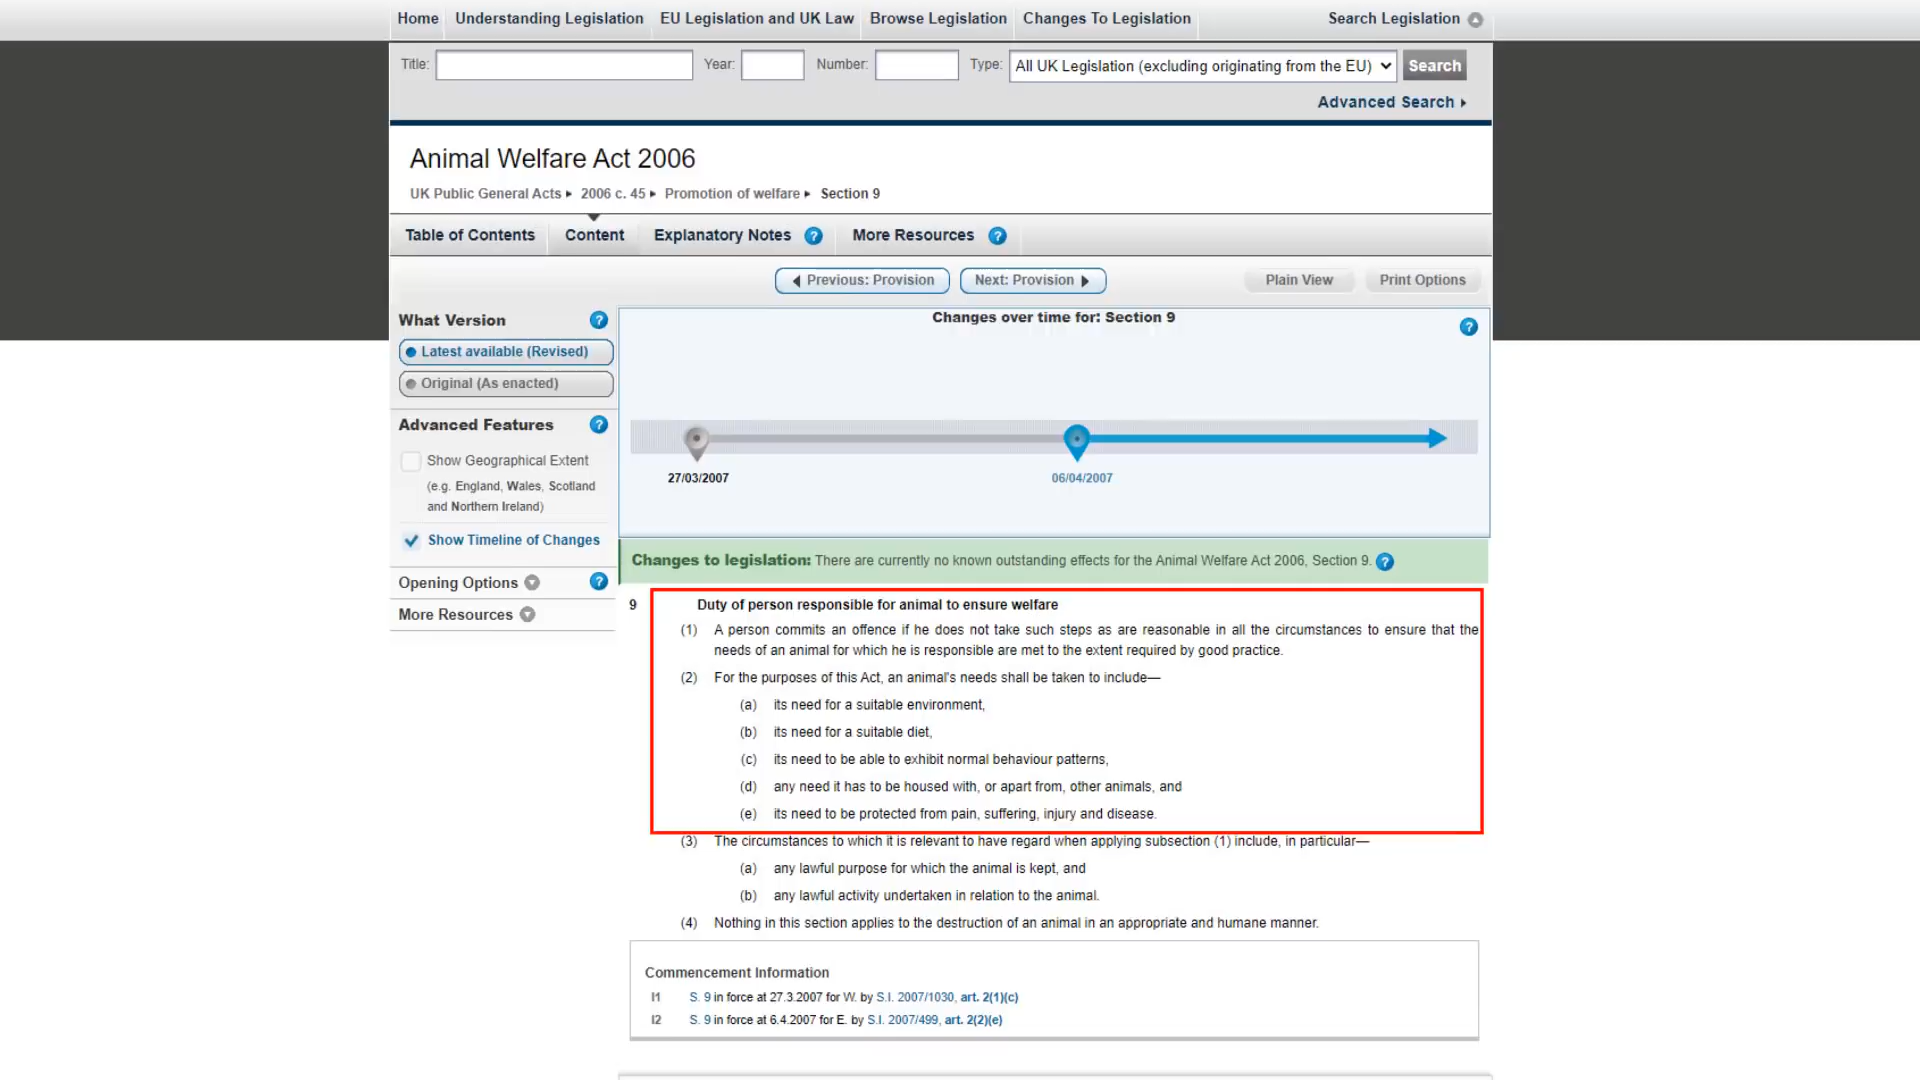 Home Understanding Legislation EU Legislation and UK Law Browse Legislation Changes To Legislation Search Legislation
Title: Year: Number: Type: All UK Legislation (excluding originating from the EU) Search
Advanced Search
Animal Welfare Act 2006
UK Public General Acts 2006 c. 45 Promotion of welfare Section 9
Table of Contents Content Explanatory Notes ? More Resources ?
Previous: Provision Next: Provision Plain View Print Options
What Version ?
Latest available (Revised)
Original (As enacted)
Advanced Features ?
Show Geographical Extent
(e.g. England, Wales, Scotland
and Northern Ireland)
Show Timeline of Changes
Opening Options ?
More Resources
Changes over time for: Section 9
?
27/03/2007 06/04/2007
Changes to legislation: There are currently no known outstanding effects for the Animal Welfare Act 2006, Section 9. ?
9 Duty of person responsible for animal to ensure welfare
(1) A person commits an offence if he does not take such steps as are reasonable in all the circumstances to ensure that the
needs of an animal for which he is responsible are met to the extent required by good practice.
(2) For the purposes of this Act, an animal's needs shall be taken to include—
(a) its need for a suitable environment,
(b) its need for a suitable diet,
(c) its need to be able to exhibit normal behaviour patterns,
(d) any need it has to be housed with, or apart from, other animals, and
(e) its need to be protected from pain, suffering, injury and disease.
(3) The circumstances to which it is relevant to have regard when applying subsection (1) include, in particular—
(a) any lawful purpose for which the animal is kept, and
(b) any lawful activity undertaken in relation to the animal.
(4) Nothing in this section applies to the destruction of an animal in an appropriate and humane manner.
Commencement Information
I1 S. 9 in force at 27.3.2007 for W. by S.I. 2007/1030, art. 2(1)(c)
I2 S. 9 in force at 6.4.2007 for E. by S.I. 2007/499, art. 2(2)(e)